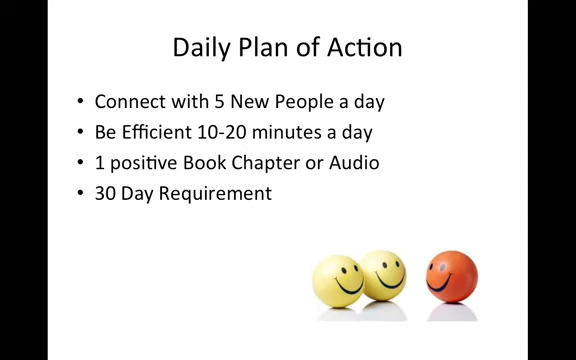 Daily Plan of Action
• Connect with 5 New People a day
• Be Efficient 10-20 minutes a day
• 1 positive Book Chapter or Audio
• 30 Day Requirement